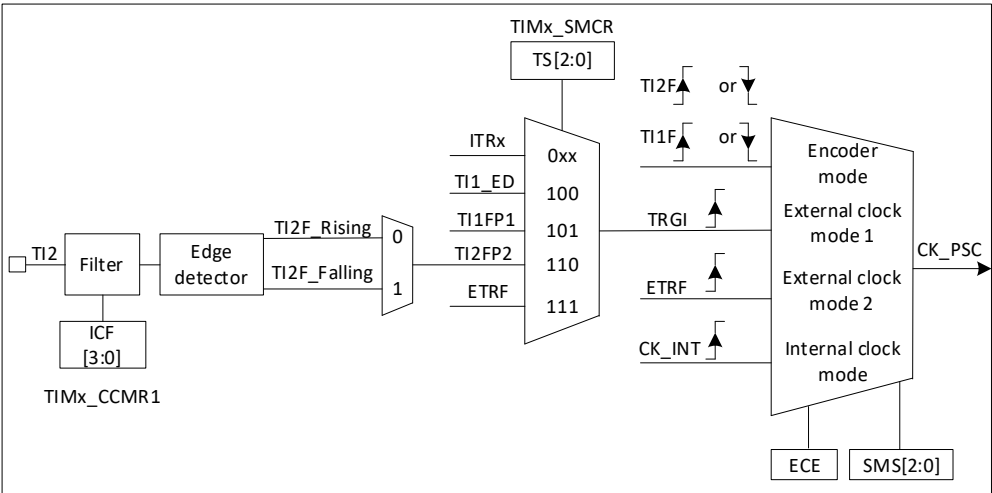 TIMx_SMCR
TS[2:0]
TI2F or
TI1F or
ITRx
0xx
Encoder
mode
TI1_ED
100
TI1FP1
101
TRGI
External clock
mode 1
TI2
Filter
Edge
detector
TI2F_Rising
0
TI2F_Falling
1
TI2FP2
110
CK_PSC
ETRF
111
ETRF
External clock
mode 2
ICF
[3:0]
CK_INT
Internal clock
mode
TIMx_CCMR1
ECE
SMS[2:0]